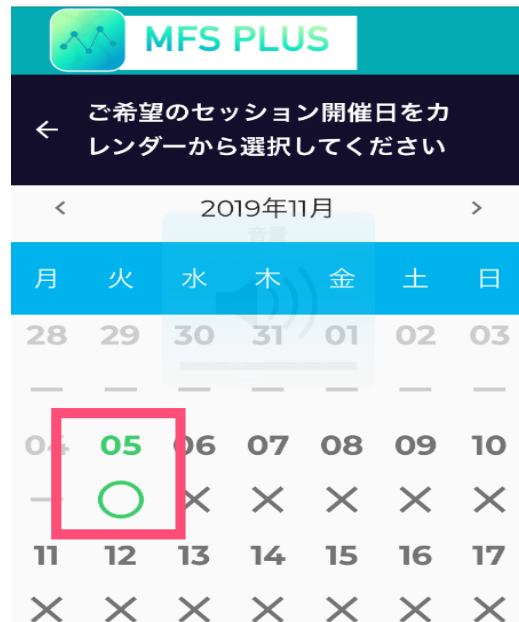 MFS PLUS
← ご希望のセッション開催日をカ
レンダーから選択してください
< 2019年11月 >
音量
月 火 水 木 金 土 日
28 29 30 31 01 02 03
— — — — — — —
04 05 06 07 08 09 10
— ○ × × × × ×
11 12 13 14 15 16 17
× × × × × × ×